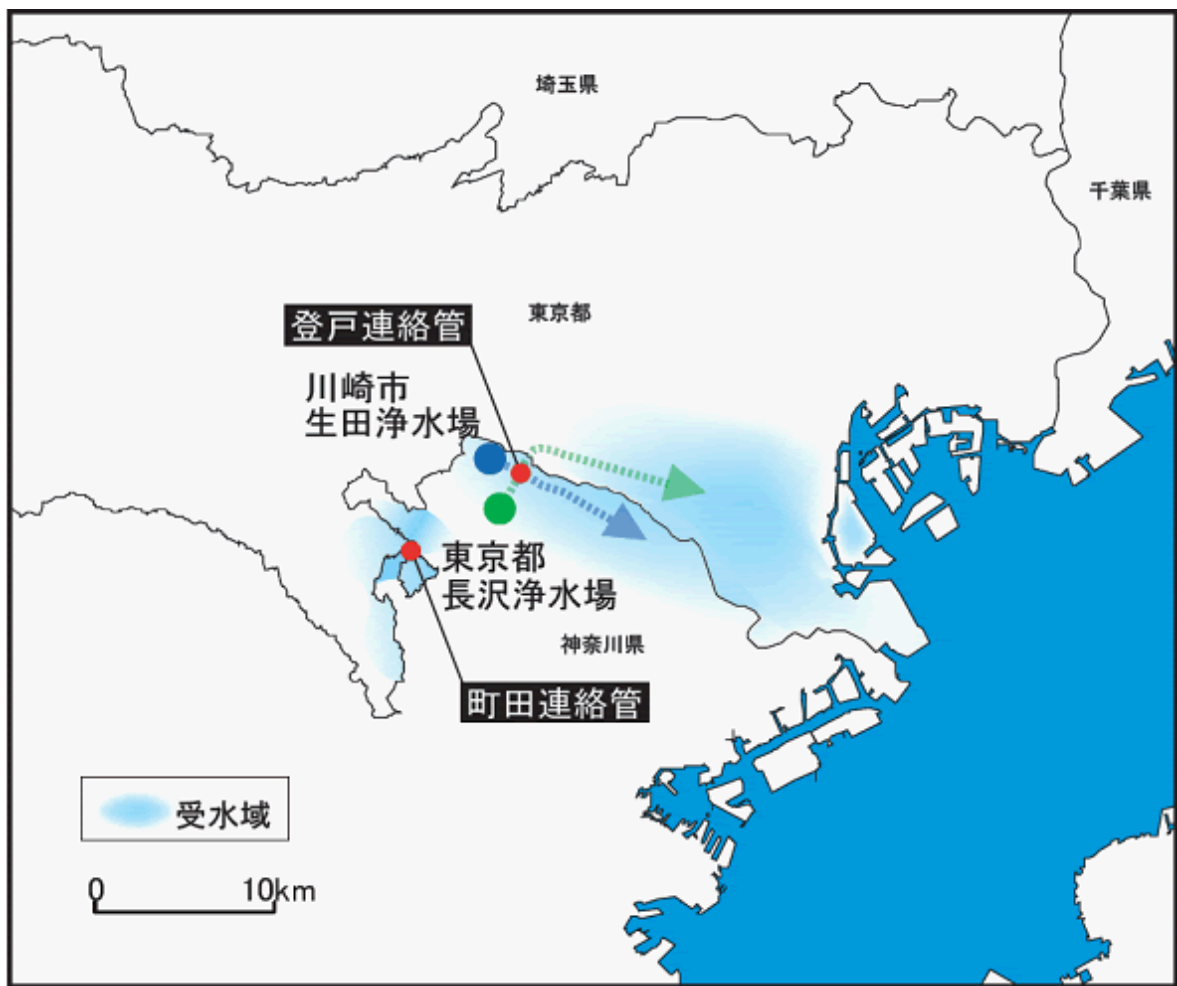 埼玉県
千葉県
東京都
登戸連絡管
川崎市
生田浄水場
東京都
長沢浄水場
神奈川県
町田連絡管
受水域
0 10km